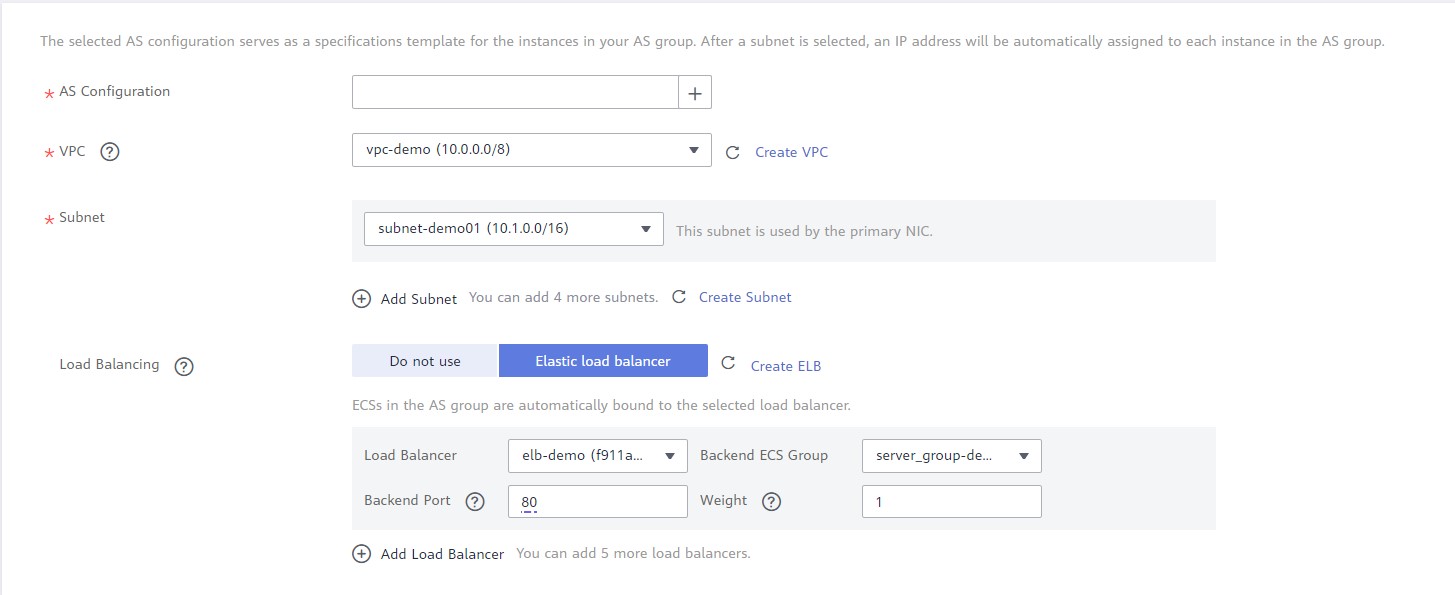 The selected AS configuration serves as a specifications template for the instances in your AS group. After a subnet is selected, an IP address will be automatically assigned to each instance in the AS group.
* AS Configuration +
* VPC ? vpc-demo (10.0.0.0/8) Create VPC
* Subnet subnet-demo01 (10.1.0.0/16) This subnet is used by the primary NIC.
Add Subnet You can add 4 more subnets. Create Subnet
Load Balancing ? Do not use Elastic load balancer Create ELB
ECSs in the AS group are automatically bound to the selected load balancer.
Load Balancer elb-demo (f911a... Backend ECS Group server_group-de...
Backend Port ? 80 Weight ? 1
Add Load Balancer You can add 5 more load balancers.